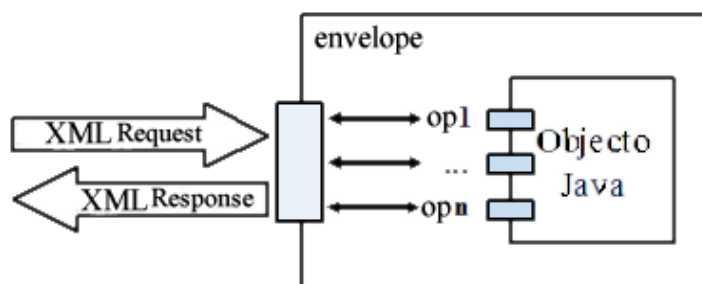 envelope
XML Request
XML Response
op1
...
opn
Objecto
Java